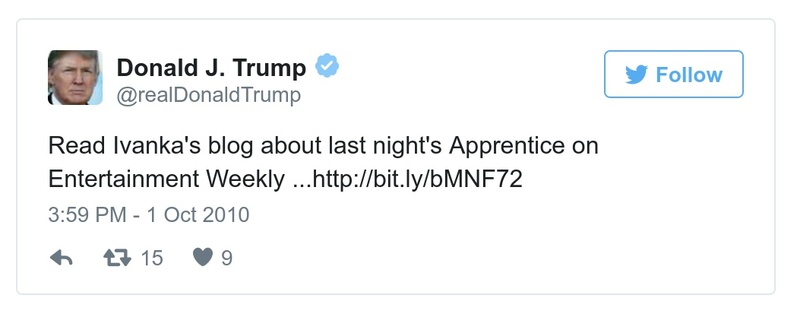 Donald J. Trump
@realDonaldTrump
Follow
Read Ivanka's blog about last night's Apprentice on
Entertainment Weekly ...http://bit.ly/bMNF72
3:59 PM - 1 Oct 2010
15 9